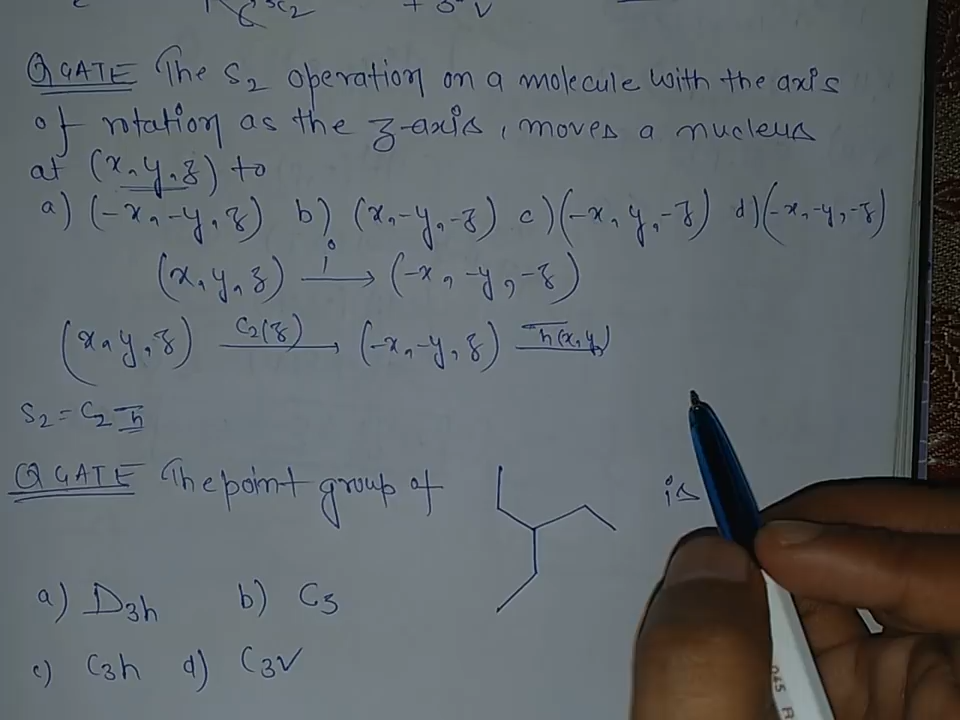 Q GATE The S2 operation on a molecule with the axis
of rotation as the z-axis, moves a nucleus
at (x, y, z) to
a) (-x, -y, z) b) (x, -y, -z) c) (-x, y, -z) d) (-x, -y, -z)
(x, y, z) i → (-x, -y, -z)
(x, y, z) C2(z) → (-x, -y, z) σh(x,y) →
S2 = C2 σh
Q GATE The point group of is
a) D3h b) C3
c) C3h d) C3v